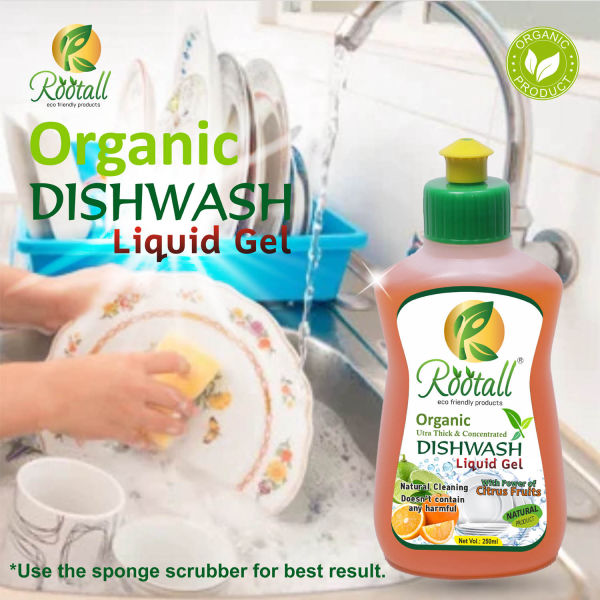 Rootall
eco friendly products
ORGANIC
PRODUCT
Organic
DISHWASH
Liquid Gel
Rootall®
eco friendly products
Organic
Utra Thick & Concentrated
DISHWASH
Liquid Gel
Natural Cleaning
Doesn't contain
any harmful
With Power of
Citrus Fruits
NATURAL
PRODUCT
Net Vol.: 250ml
*Use the sponge scrubber for best result.